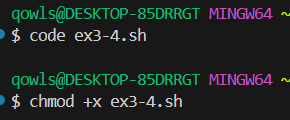 qowls@DESKTOP-85DRRGT MINGW64 ~
$ code ex3-4.sh
qowls@DESKTOP-85DRRGT MINGW64 ~
$ chmod +x ex3-4.sh